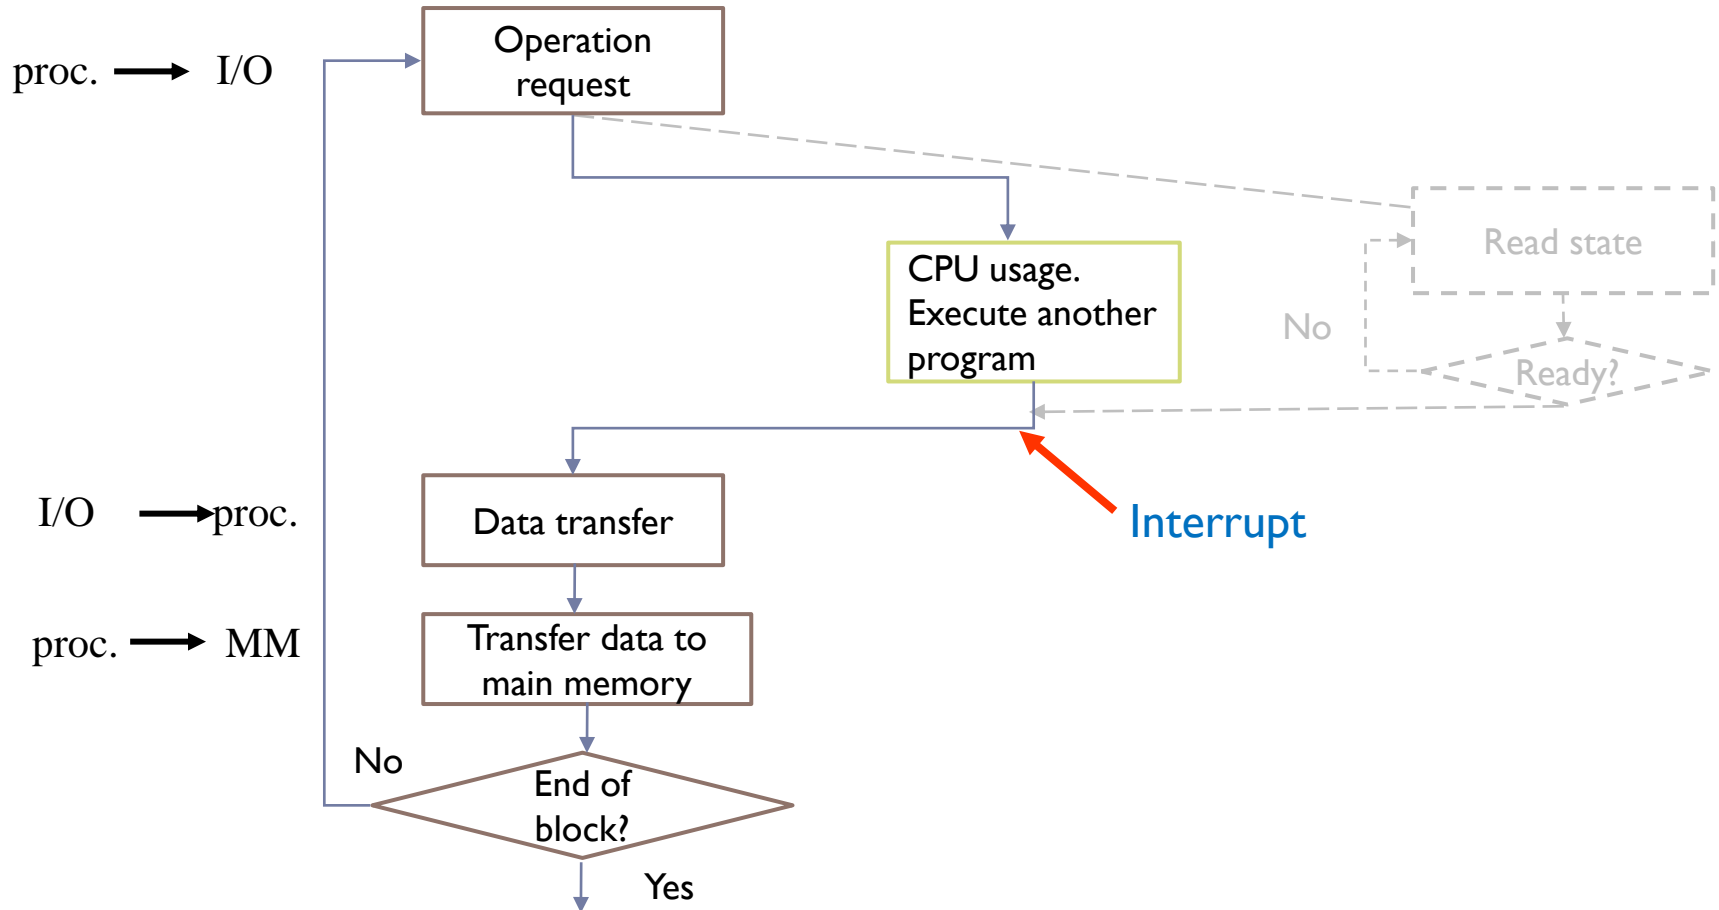 Operation
request
proc. I/O
Read state
CPU usage.
Execute another
program
No
Ready?
I/O proc.
Data transfer
Interrupt
proc. MM
Transfer data to
main memory
No
End of
block?
Yes